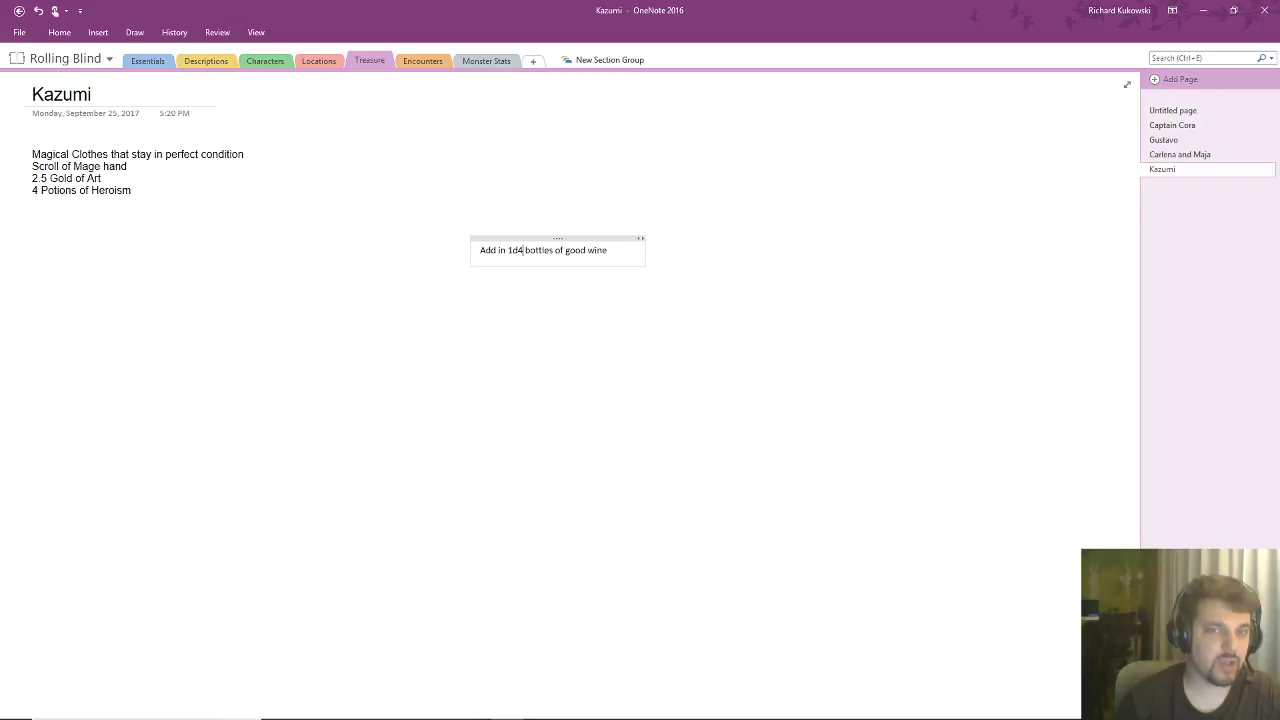 Kazumi - OneNote 2016
Richard Kukowski
File Home Insert Draw History Review View
Rolling Blind Essentials Descriptions Characters Locations Treasure Encounters Monster Stats + New Section Group
Search (Ctrl+E)
Add Page
Kazumi
Monday, September 25, 2017 5:20 PM
Magical Clothes that stay in perfect condition
Scroll of Mage hand
2.5 Gold of Art
4 Potions of Heroism
Add in 1d4 bottles of good wine
Untitled page
Captain Cora
Gustavo
Carlena and Maja
Kazumi